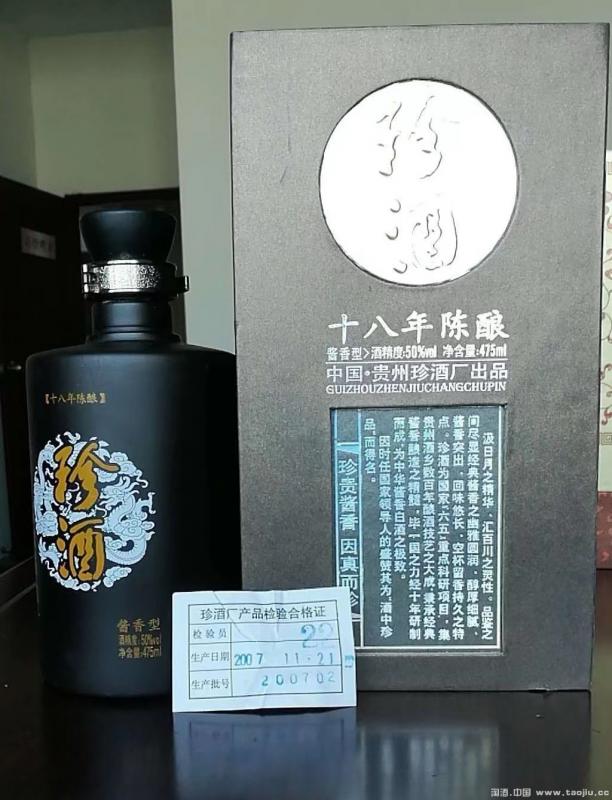 珍酒
十八年陈酿
酱香型>酒精度:50%vol 净含量:475ml
中国·贵州珍酒厂出品
GUIZHOUZHENJIUCHANGCHUPIN
汲日月之精华，汇百川之灵性。品鉴之
间尽显经典酱香之幽雅圆润，醇厚细腻、
酱香突出、回味悠长、空杯留香持久之特
点。珍酒为国家"六五"重点科研项目，集
贵州酒乡数百年酿酒技艺之大成，秉承经典
酱香酿造之精髓。毕一国之力经十年研制
而成，为中华酱香白酒之极致。
因时任国家领导人的盛赞其为"酒中珍
品"而得名。
珍贵酱香 因真而珍
【十八年陈酿】
珍酒
酱香型
酒精度:50%vol
净含量:475ml
珍酒厂产品检验合格证
检验员 22
生产日期 2007 11.21
生产批号 200702
淘酒.中国 www.taojiu.cc